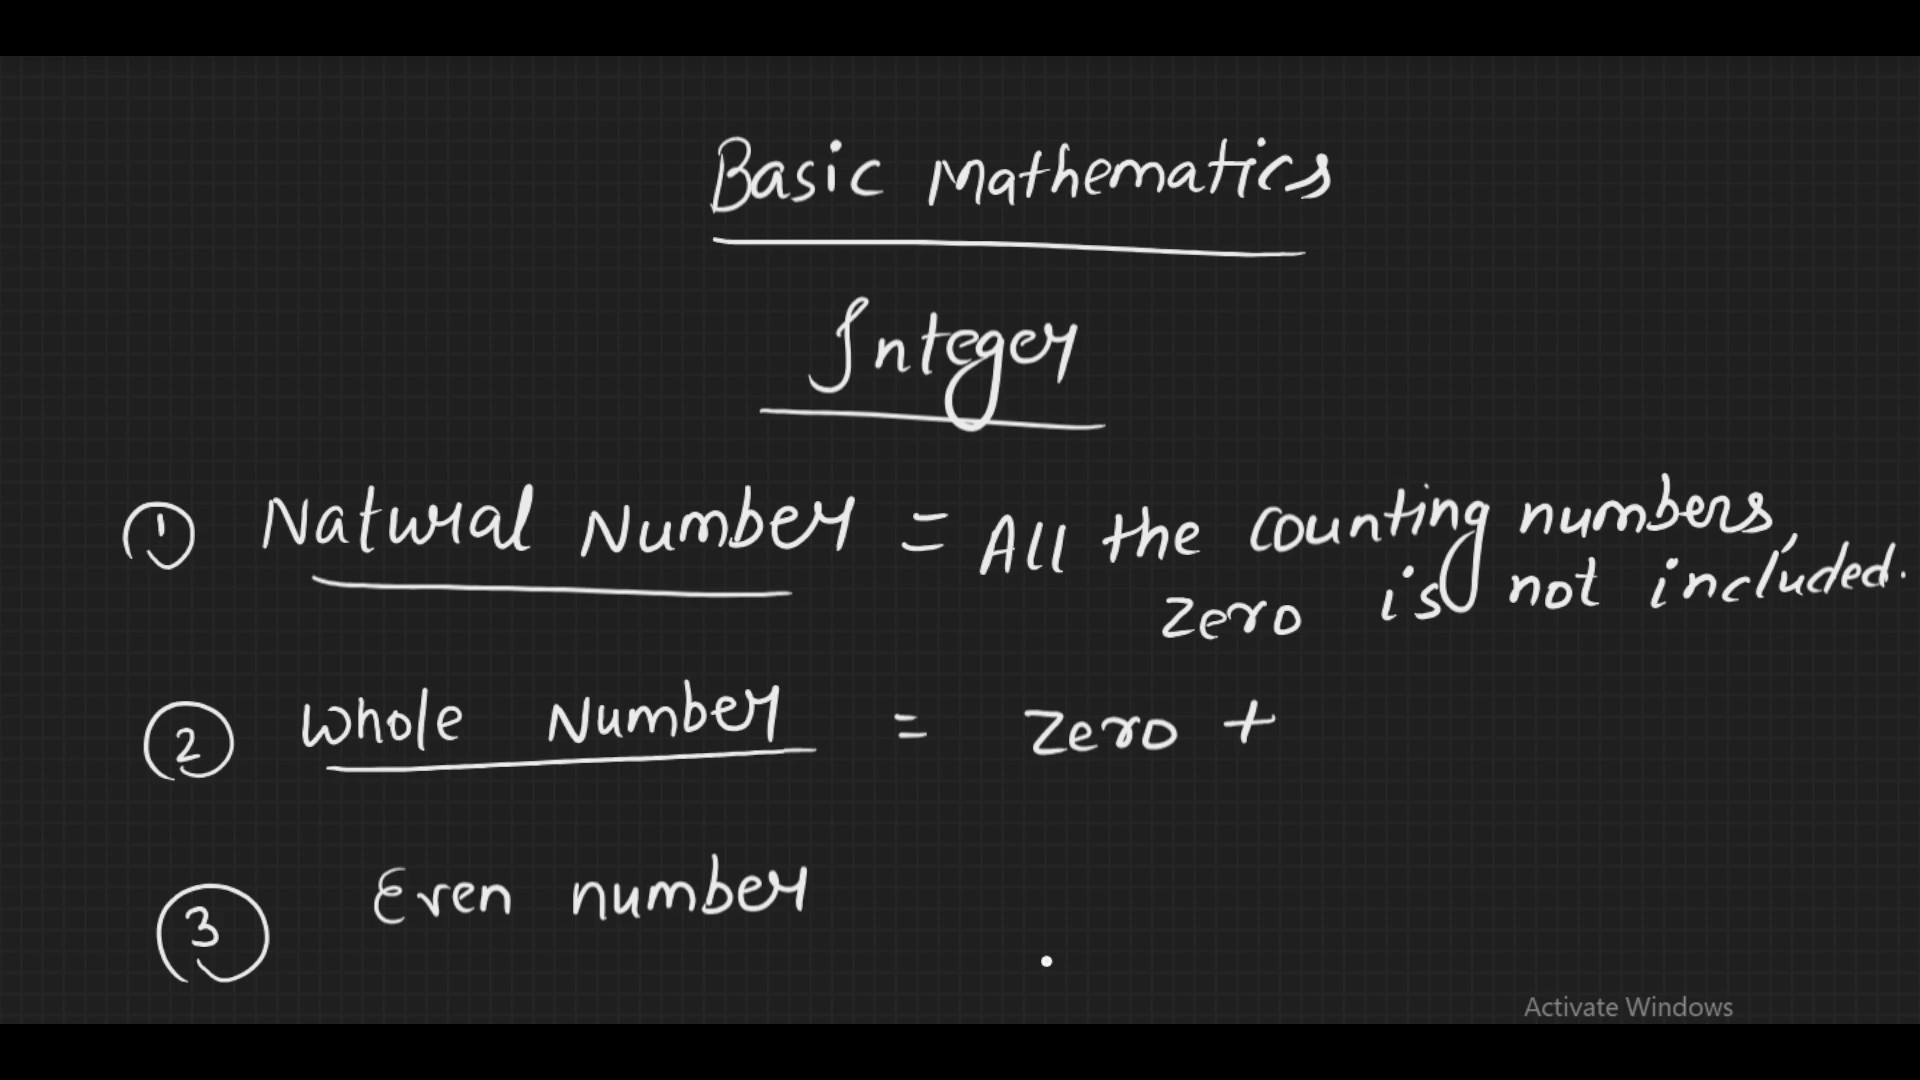 Basic Mathematics
Integer
1 Natural Number = All the counting numbers,
zero is not included.
2 Whole Number = Zero +
3 Even number
Activate Windows